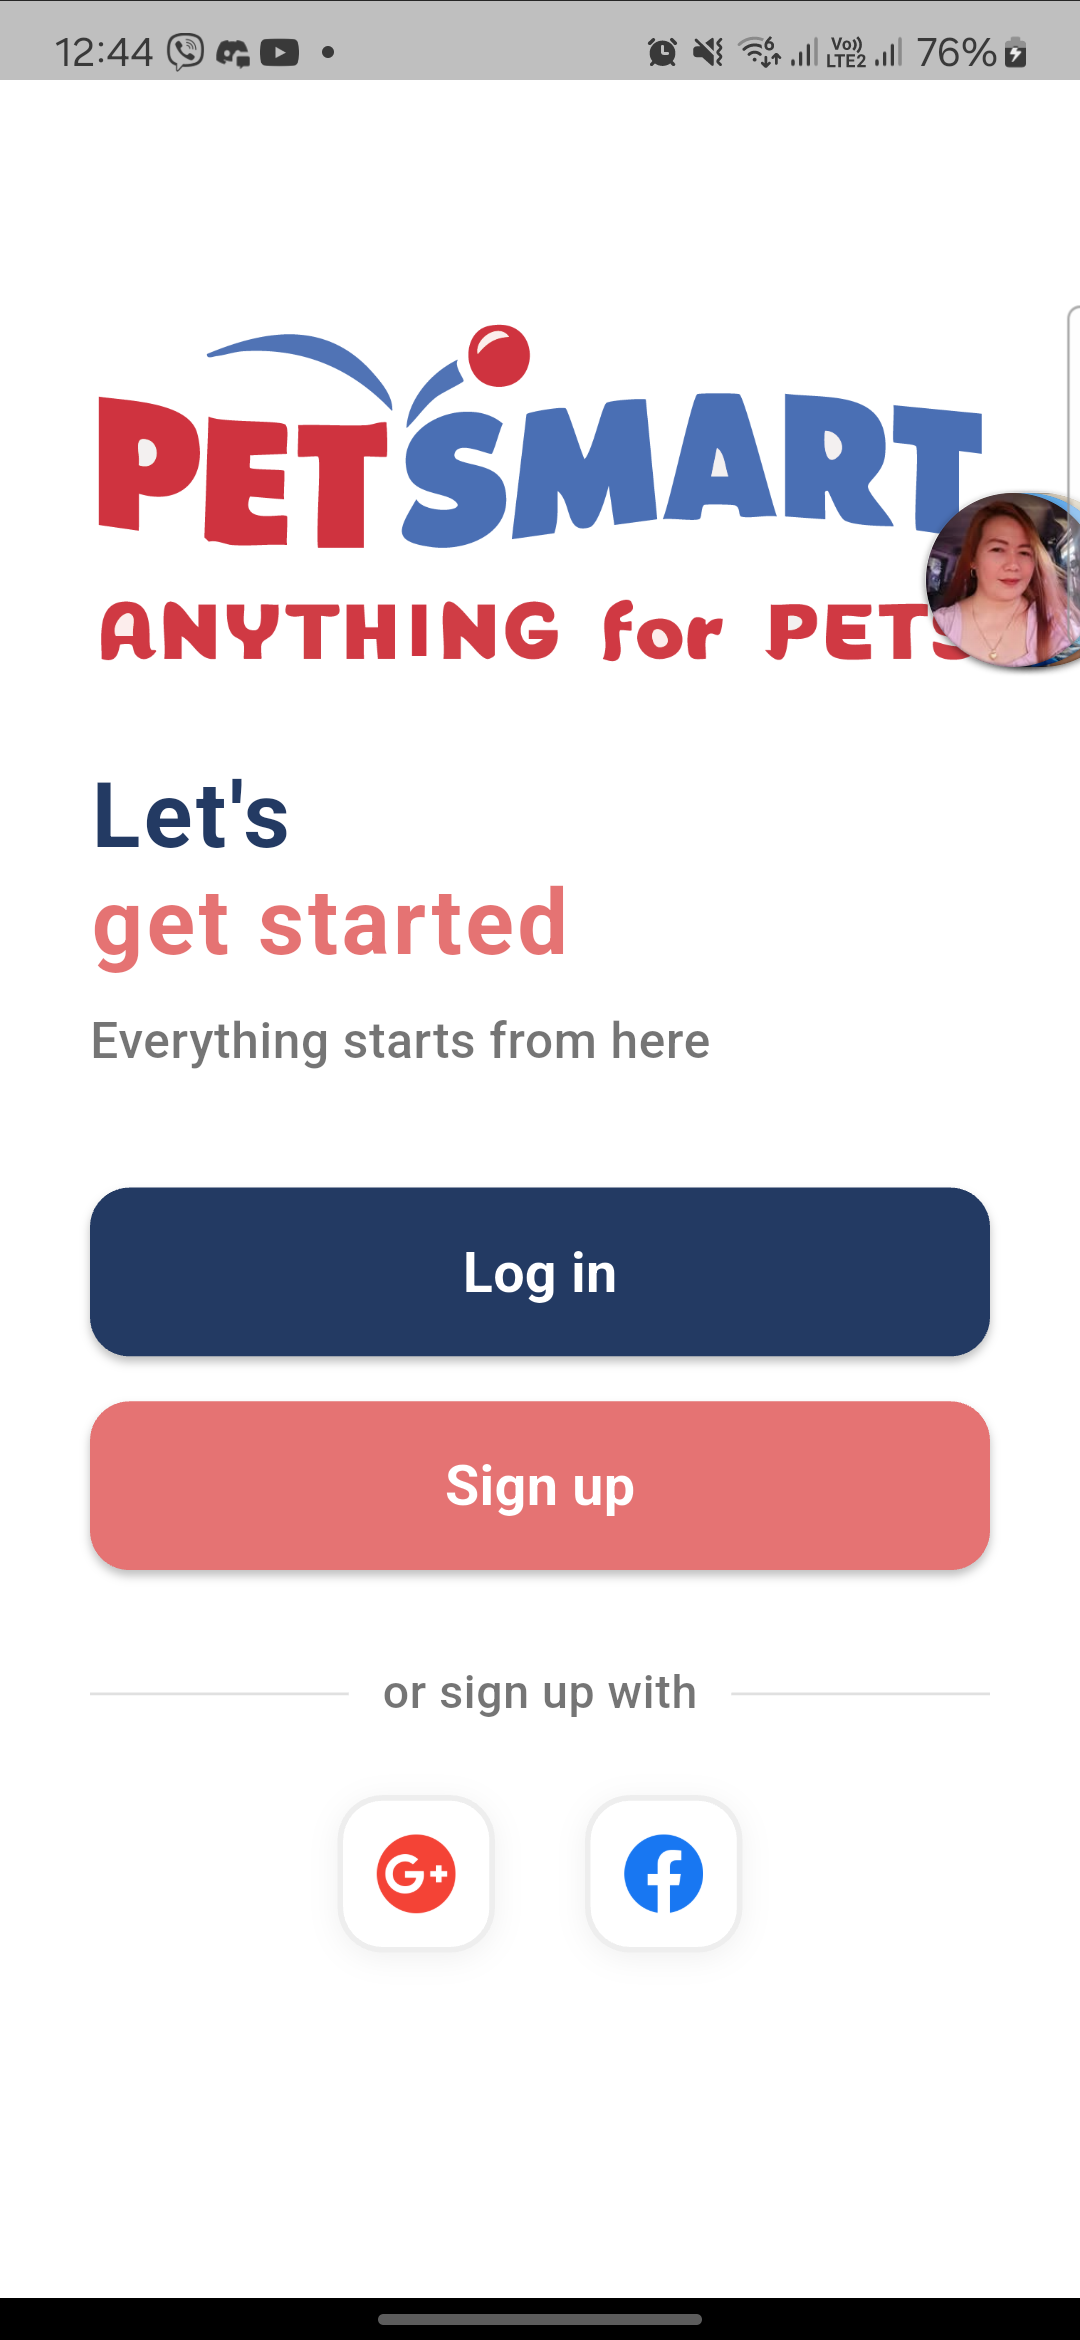 12:44 Vo)) LTE2 76%
PETSMART
ANYTHING for PETS
Let's
get started
Everything starts from here
Log in
Sign up
or sign up with
G+ f